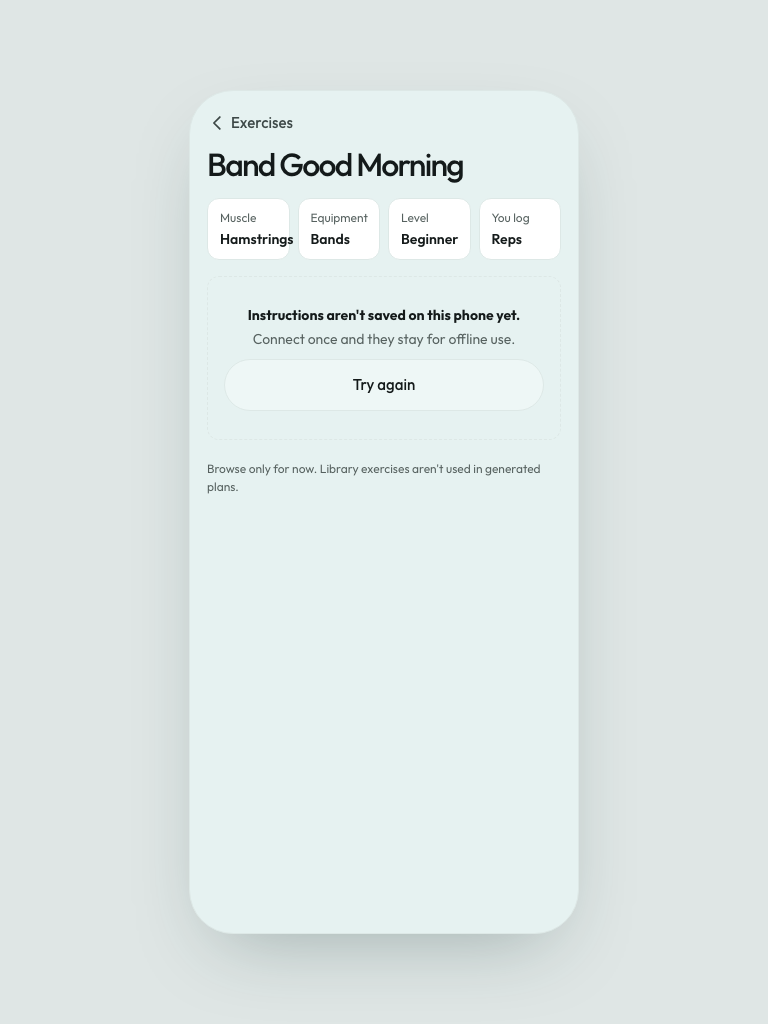 Exercises
Band Good Morning
Muscle
Hamstrings
Equipment
Bands
Level
Beginner
You log
Reps
Instructions aren't saved on this phone yet.
Connect once and they stay for offline use.
Try again
Browse only for now. Library exercises aren't used in generated
plans.